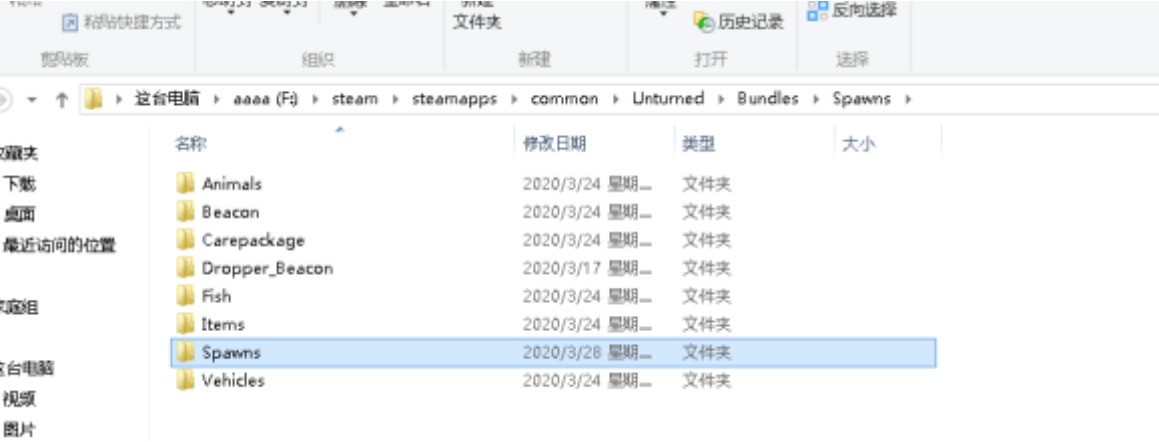 粘贴快捷方式
文件夹
历史记录
反向选择
剪贴板 组织 新建 打开 选择
这台电脑 aaaa (F:) steam steamapps common Unturned Bundles Spawns
名称 修改日期 类型 大小
下载
桌面
最近访问的位置
这台电脑
视频
图片
Animals 2020/3/24 星期... 文件夹
Beacon 2020/3/24 星期... 文件夹
Carepackage 2020/3/24 星期... 文件夹
Dropper_Beacon 2020/3/17 星期... 文件夹
Fish 2020/3/24 星期... 文件夹
Items 2020/3/24 星期... 文件夹
Spawns 2020/3/28 星期... 文件夹
Vehicles 2020/3/24 星期... 文件夹